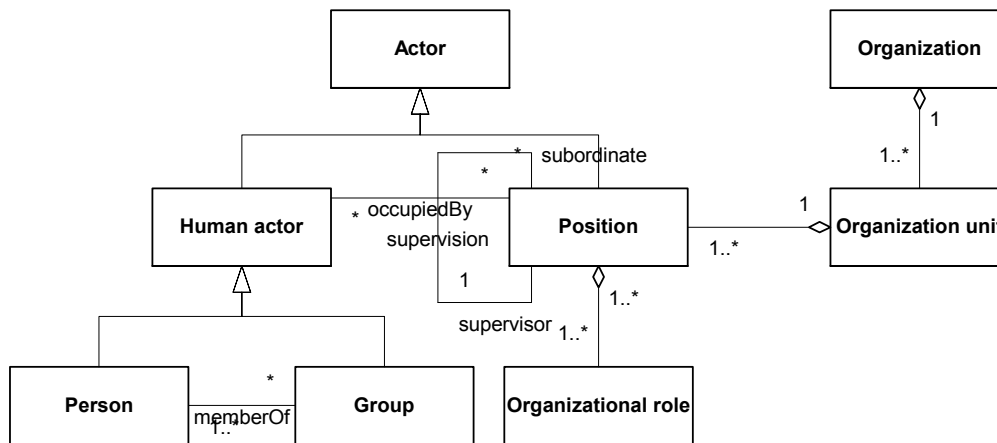 Actor
Organization
1
1..*
* subordinate
*
Human actor
* occupiedBy
supervision
Position
1
1..*
Organization unit
1
supervisor
1..*
1..*
Person
*
memberOf
1..*
Group
Organizational role